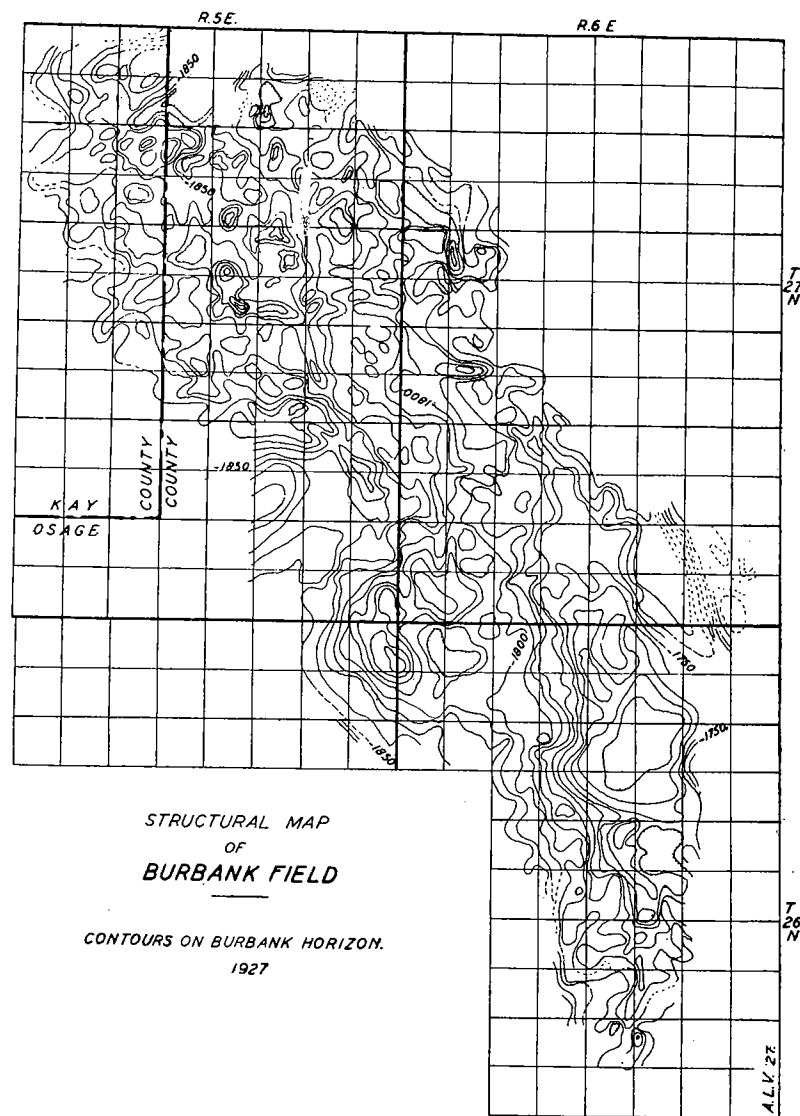 R.5E.
R.6 E
-1850
-1850
T
27
N
-1800
-1850
KAY
COUNTY
COUNTY
OSAGE
-1800
-1750
-1850
-1750
STRUCTURAL MAP
OF
BURBANK FIELD
CONTOURS ON BURBANK HORIZON.
1927
T
26
N
A.L.V. '27.